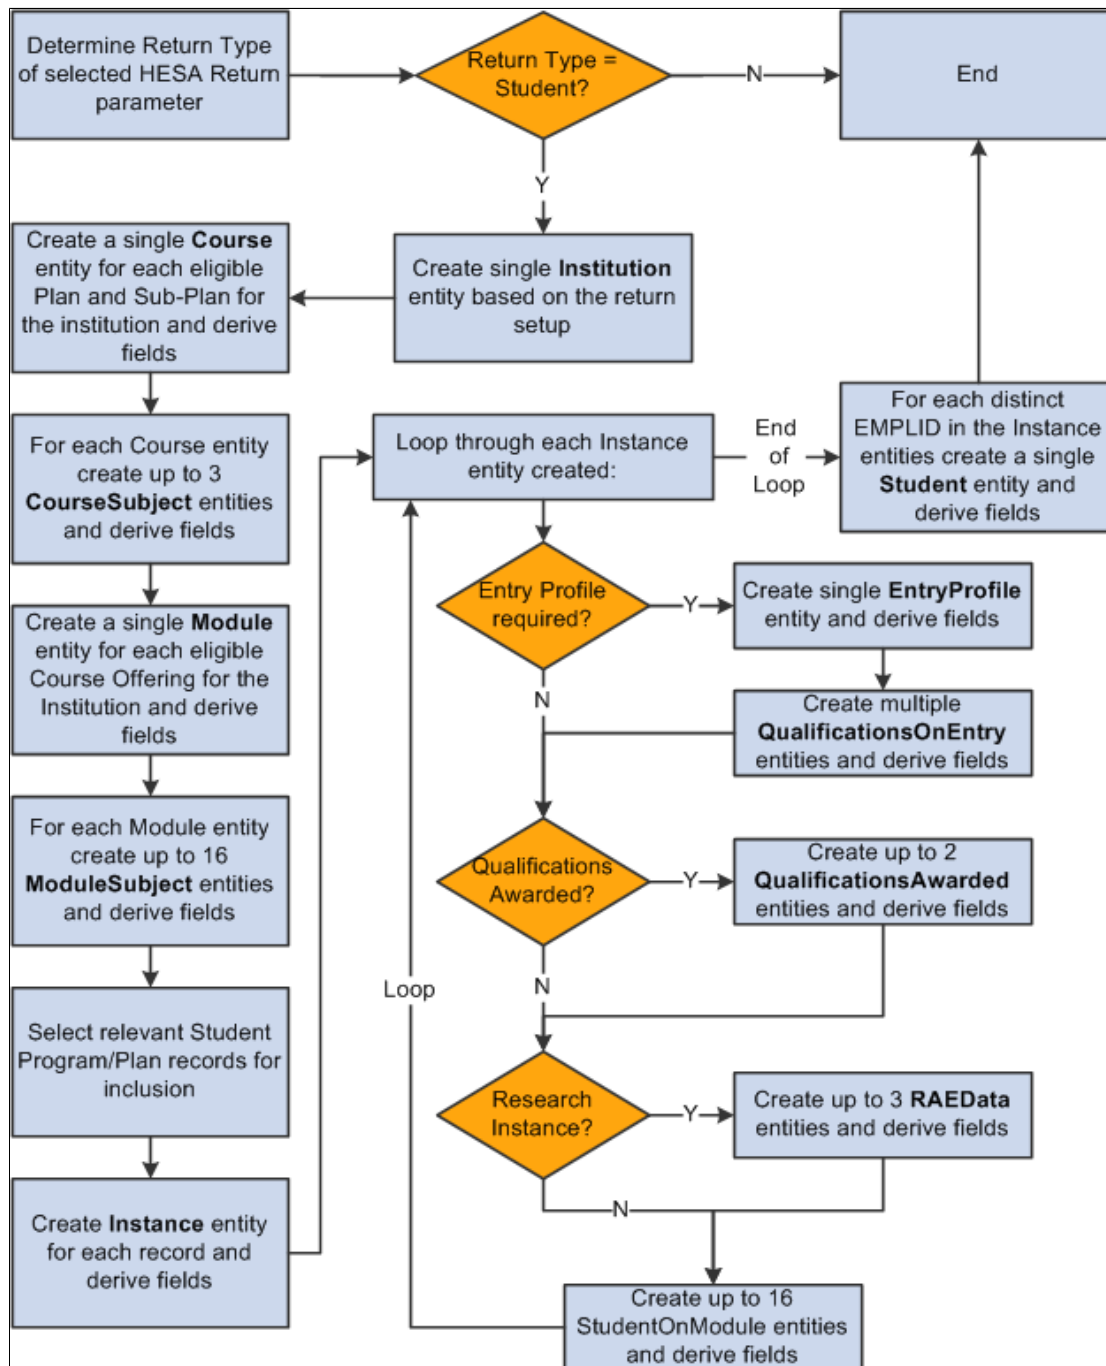 Determine Return Type
of selected HESA Return
parameter
Return Type =
Student?
N
End
Y
Create single Institution
entity based on the return
setup
Create a single Course
entity for each eligible
Plan and Sub-Plan for
the institution and derive
fields
For each Course entity
create up to 3
CourseSubject entities
and derive fields
Create a single Module
entity for each eligible
Course Offering for the
Institution and derive
fields
For each Module entity
create up to 16
ModuleSubject entities
and derive fields
Select relevant Student
Program/Plan records for
inclusion
Create Instance entity
for each record and
derive fields
Loop through each Instance
entity created:
End
of
Loop
For each distinct
EMPLID in the Instance
entities create a single
Student entity and
derive fields
Entry Profile
required?
Y
Create single EntryProfile
entity and derive fields
N
Create multiple
QualificationsOnEntry
entities and derive fields
Qualifications
Awarded?
Y
Create up to 2
QualificationsAwarded
entities and derive fields
N
Loop
Research
Instance?
Y
Create up to 3 RAEData
entities and derive fields
N
Create up to 16
StudentOnModule entities
and derive fields